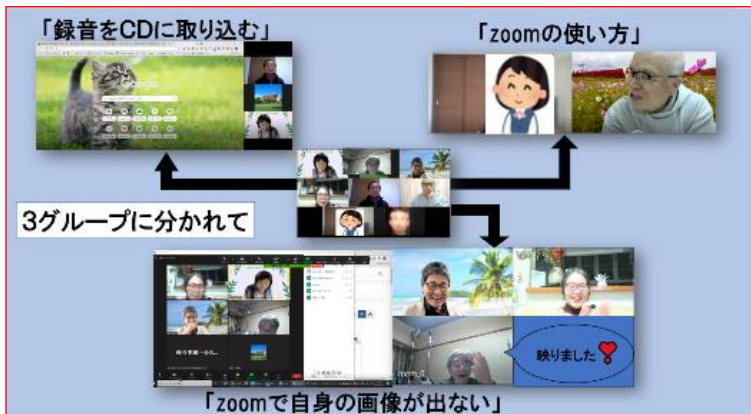 「録音をCDに取り込む」
「zoomの使い方」
Google
3グループに分かれて
映りました
「zoomで自身の画像が出ない」